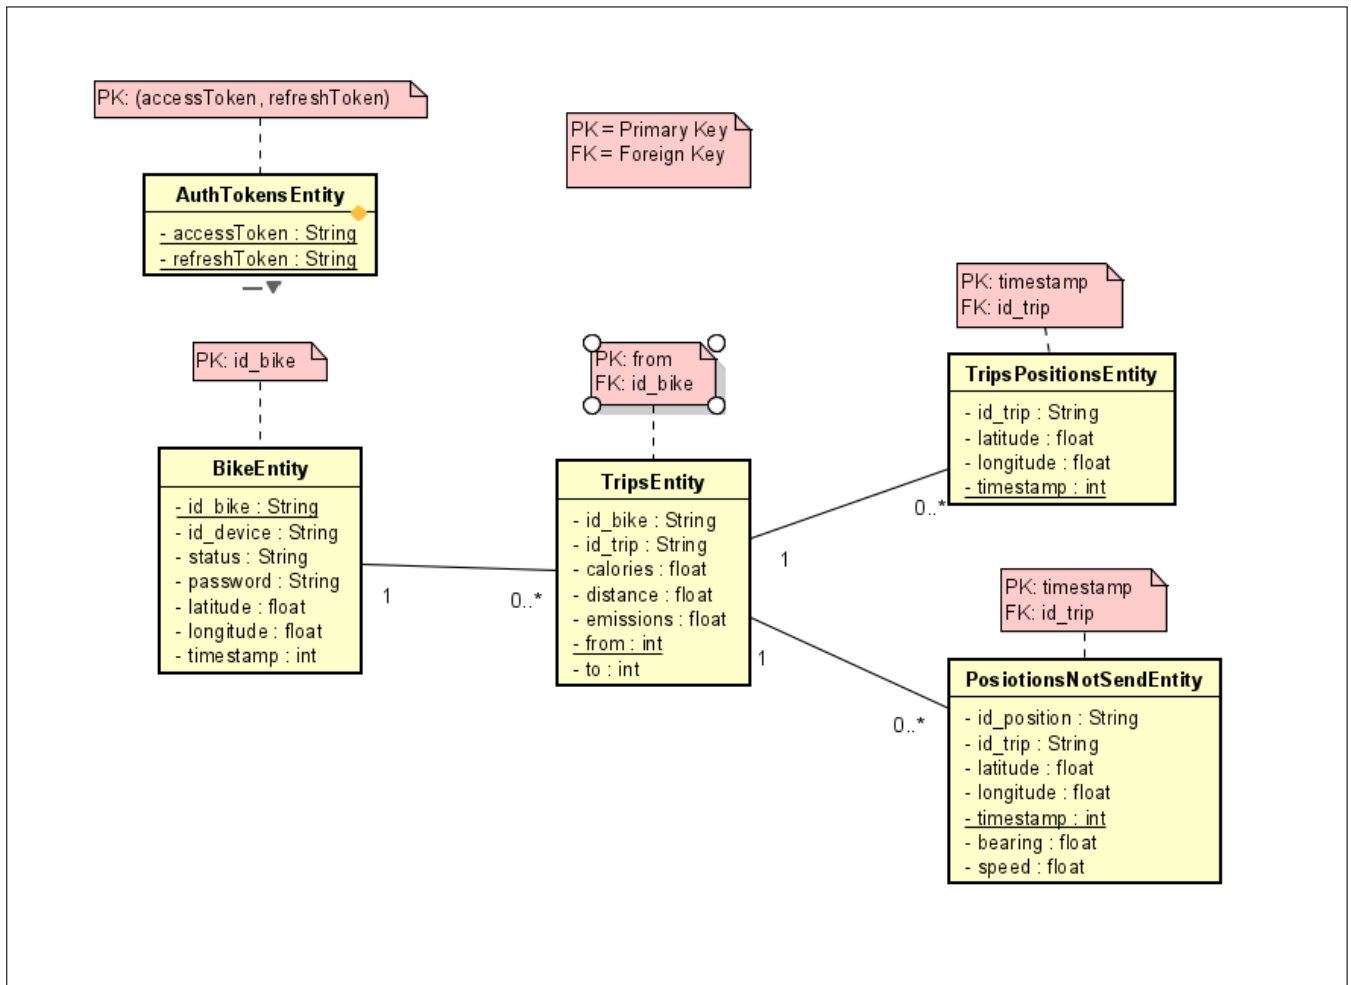 PK: (accessToken, refreshToken)
PK = Primary Key
FK = Foreign Key
AuthTokensEntity
- accessToken : String
- refreshToken : String
PK: timestamp
FK: id_trip
TripsPositionsEntity
- id_trip : String
- latitude : float
- longitude : float
- timestamp : int
PK: id_bike
BikeEntity
- id_bike : String
- id_device : String
- status : String
- password : String
- latitude : float
- longitude : float
- timestamp : int
PK: from
FK: id_bike
TripsEntity
- id_bike : String
- id_trip : String
- calories : float
- distance : float
- emissions : float
- from : int
- to : int
1
0..*
1
0..*
1
0..*
PK: timestamp
FK: id_trip
PosiotionsNotSendEntity
- id_position : String
- id_trip : String
- latitude : float
- longitude : float
- timestamp : int
- bearing : float
- speed : float